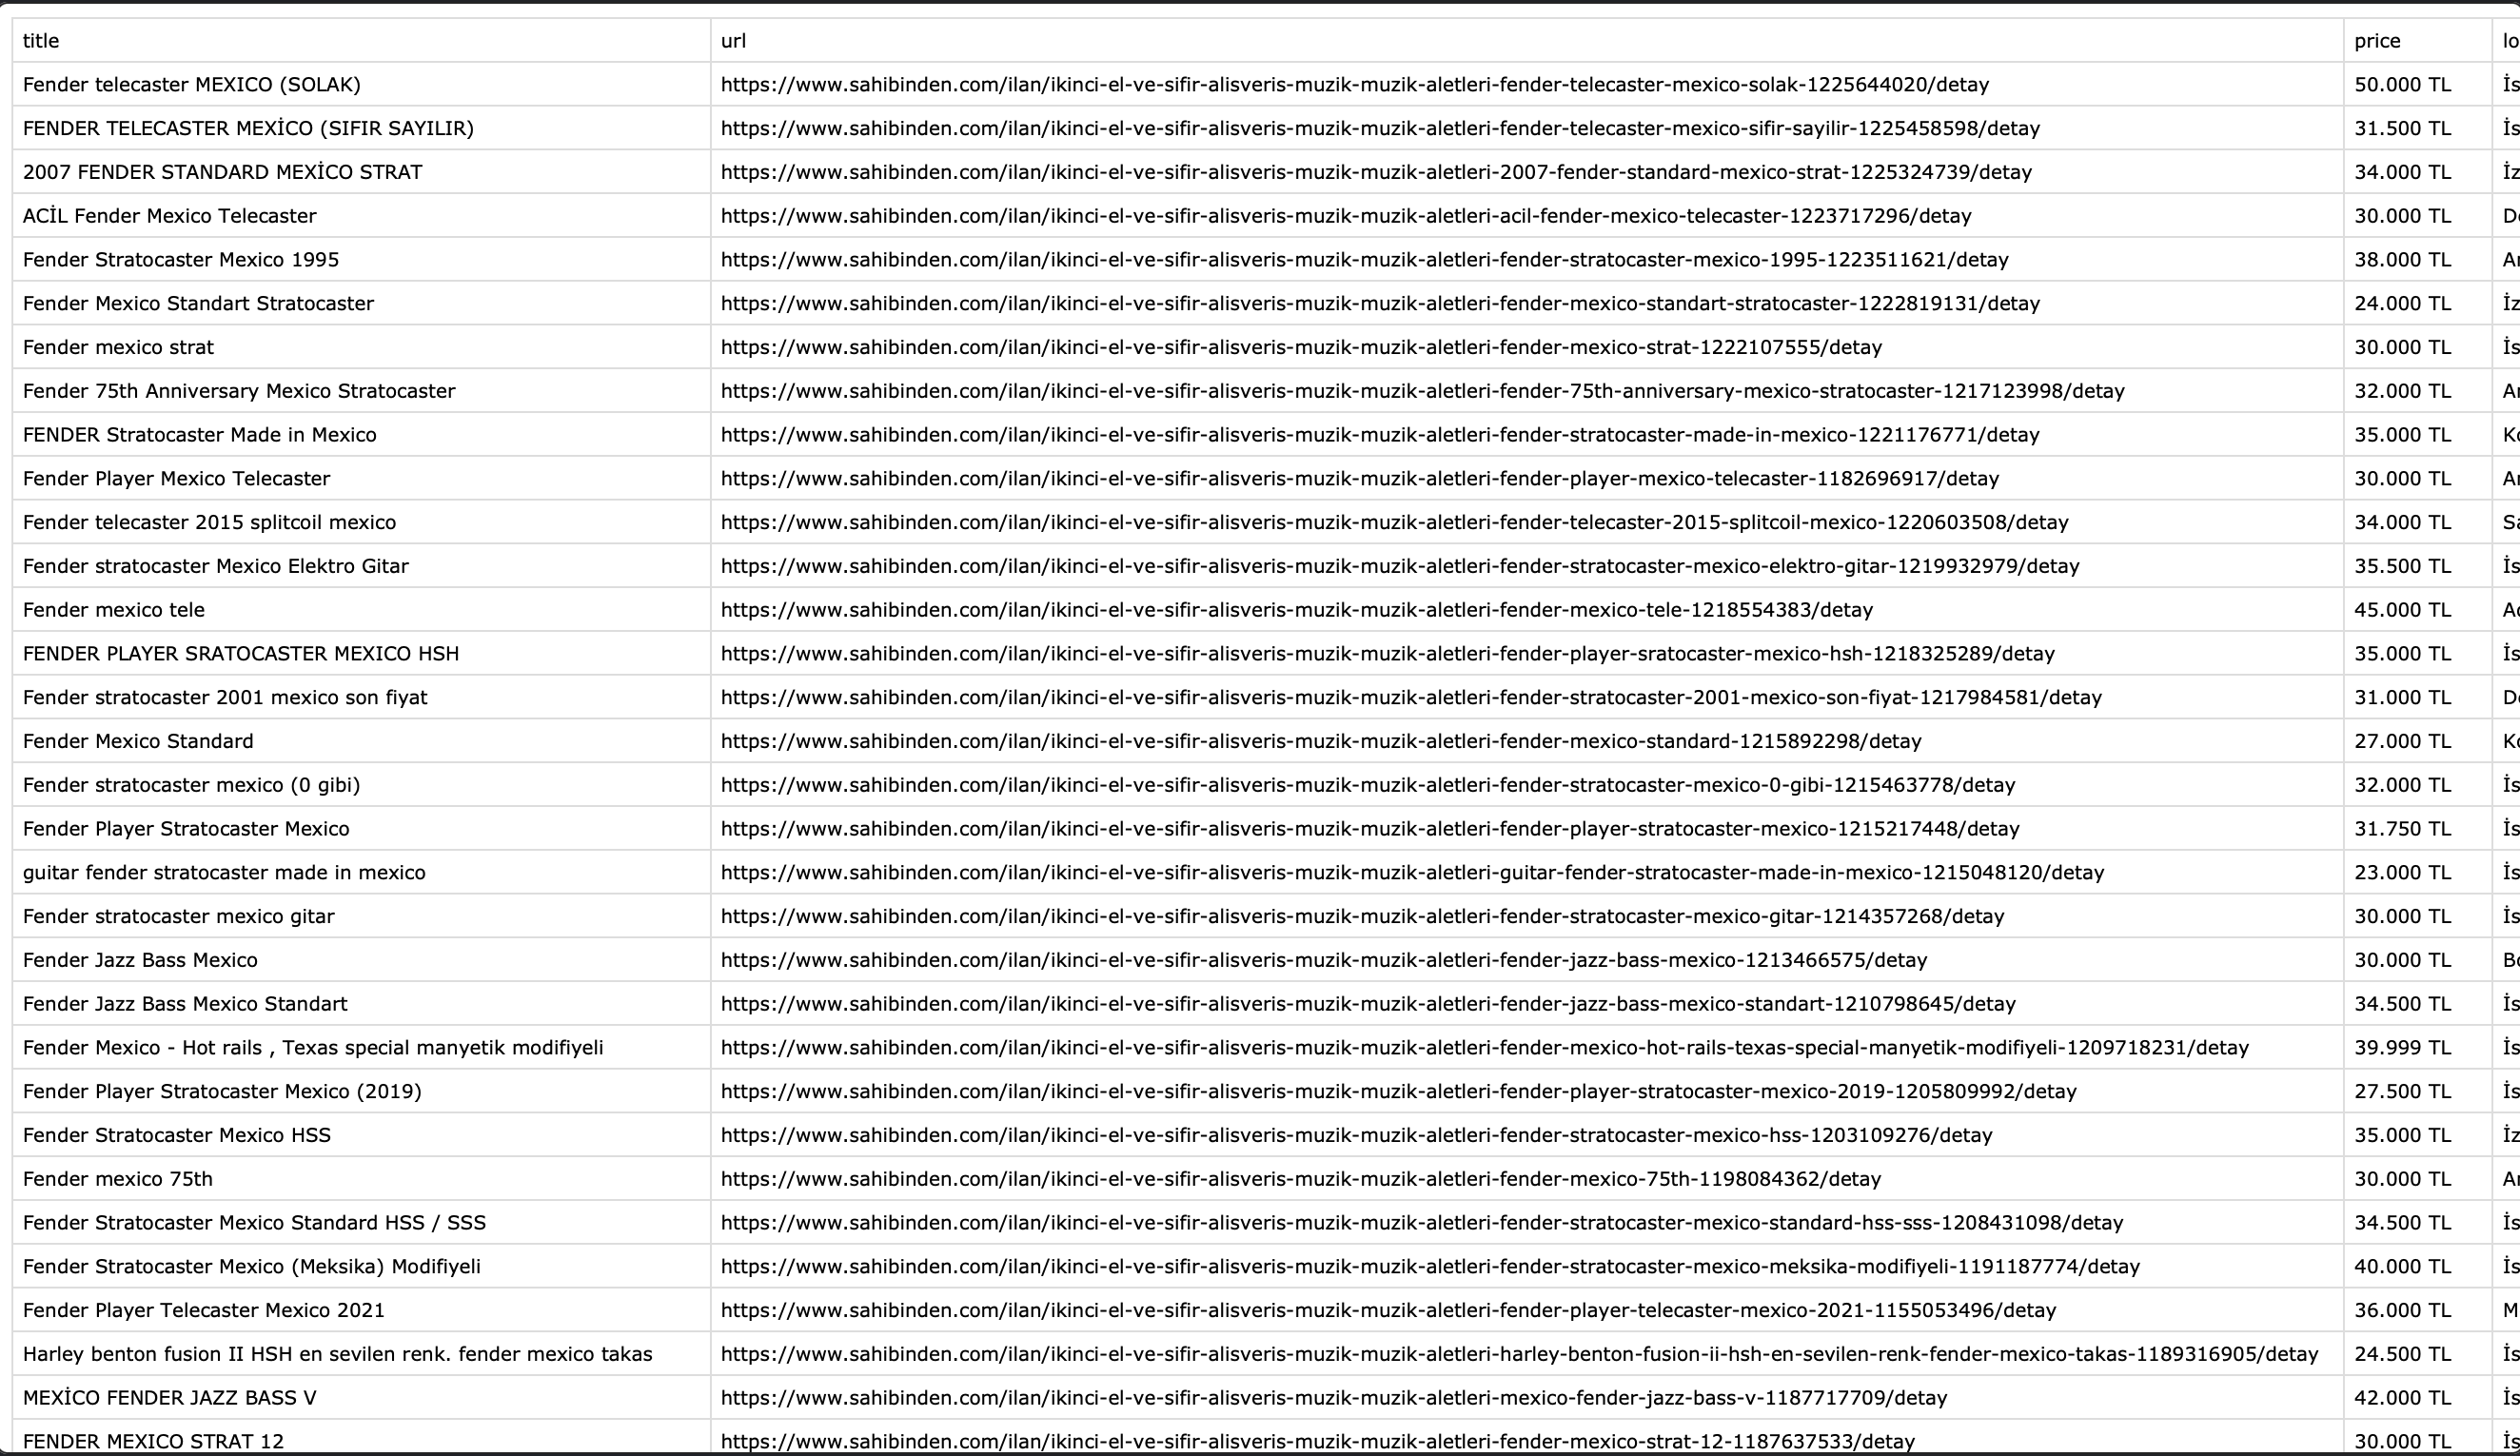 title url price lo
Fender telecaster MEXICO (SOLAK) https://www.sahibinden.com/ilan/ikinci-el-ve-sifir-alisveris-muzik-muzik-aletleri-fender-telecaster-mexico-solak-1225644020/detay 50.000 TL İs
FENDER TELECASTER MEXİCO (SIFIR SAYILIR) https://www.sahibinden.com/ilan/ikinci-el-ve-sifir-alisveris-muzik-muzik-aletleri-fender-telecaster-mexico-sifir-sayilir-1225458598/detay 31.500 TL İs
2007 FENDER STANDARD MEXİCO STRAT https://www.sahibinden.com/ilan/ikinci-el-ve-sifir-alisveris-muzik-muzik-aletleri-2007-fender-standard-mexico-strat-1225324739/detay 34.000 TL İz
ACİL Fender Mexico Telecaster https://www.sahibinden.com/ilan/ikinci-el-ve-sifir-alisveris-muzik-muzik-aletleri-acil-fender-mexico-telecaster-1223717296/detay 30.000 TL De
Fender Stratocaster Mexico 1995 https://www.sahibinden.com/ilan/ikinci-el-ve-sifir-alisveris-muzik-muzik-aletleri-fender-stratocaster-mexico-1995-1223511621/detay 38.000 TL An
Fender Mexico Standart Stratocaster https://www.sahibinden.com/ilan/ikinci-el-ve-sifir-alisveris-muzik-muzik-aletleri-fender-mexico-standart-stratocaster-1222819131/detay 24.000 TL İz
Fender mexico strat https://www.sahibinden.com/ilan/ikinci-el-ve-sifir-alisveris-muzik-muzik-aletleri-fender-mexico-strat-1222107555/detay 30.000 TL İs
Fender 75th Anniversary Mexico Stratocaster https://www.sahibinden.com/ilan/ikinci-el-ve-sifir-alisveris-muzik-muzik-aletleri-fender-75th-anniversary-mexico-stratocaster-1217123998/detay 32.000 TL An
FENDER Stratocaster Made in Mexico https://www.sahibinden.com/ilan/ikinci-el-ve-sifir-alisveris-muzik-muzik-aletleri-fender-stratocaster-made-in-mexico-1221176771/detay 35.000 TL Ko
Fender Player Mexico Telecaster https://www.sahibinden.com/ilan/ikinci-el-ve-sifir-alisveris-muzik-muzik-aletleri-fender-player-mexico-telecaster-1182696917/detay 30.000 TL An
Fender telecaster 2015 splitcoil mexico https://www.sahibinden.com/ilan/ikinci-el-ve-sifir-alisveris-muzik-muzik-aletleri-fender-telecaster-2015-splitcoil-mexico-1220603508/detay 34.000 TL Sa
Fender stratocaster Mexico Elektro Gitar https://www.sahibinden.com/ilan/ikinci-el-ve-sifir-alisveris-muzik-muzik-aletleri-fender-stratocaster-mexico-elektro-gitar-1219932979/detay 35.500 TL İs
Fender mexico tele https://www.sahibinden.com/ilan/ikinci-el-ve-sifir-alisveris-muzik-muzik-aletleri-fender-mexico-tele-1218554383/detay 45.000 TL Ad
FENDER PLAYER SRATOCASTER MEXICO HSH https://www.sahibinden.com/ilan/ikinci-el-ve-sifir-alisveris-muzik-muzik-aletleri-fender-player-sratocaster-mexico-hsh-1218325289/detay 35.000 TL İs
Fender stratocaster 2001 mexico son fiyat https://www.sahibinden.com/ilan/ikinci-el-ve-sifir-alisveris-muzik-muzik-aletleri-fender-stratocaster-2001-mexico-son-fiyat-1217984581/detay 31.000 TL De
Fender Mexico Standard https://www.sahibinden.com/ilan/ikinci-el-ve-sifir-alisveris-muzik-muzik-aletleri-fender-mexico-standard-1215892298/detay 27.000 TL Ko
Fender stratocaster mexico (0 gibi) https://www.sahibinden.com/ilan/ikinci-el-ve-sifir-alisveris-muzik-muzik-aletleri-fender-stratocaster-mexico-0-gibi-1215463778/detay 32.000 TL İs
Fender Player Stratocaster Mexico https://www.sahibinden.com/ilan/ikinci-el-ve-sifir-alisveris-muzik-muzik-aletleri-fender-player-stratocaster-mexico-1215217448/detay 31.750 TL İs
guitar fender stratocaster made in mexico https://www.sahibinden.com/ilan/ikinci-el-ve-sifir-alisveris-muzik-muzik-aletleri-guitar-fender-stratocaster-made-in-mexico-1215048120/detay 23.000 TL İs
Fender stratocaster mexico gitar https://www.sahibinden.com/ilan/ikinci-el-ve-sifir-alisveris-muzik-muzik-aletleri-fender-stratocaster-mexico-gitar-1214357268/detay 30.000 TL İs
Fender Jazz Bass Mexico https://www.sahibinden.com/ilan/ikinci-el-ve-sifir-alisveris-muzik-muzik-aletleri-fender-jazz-bass-mexico-1213466575/detay 30.000 TL Bo
Fender Jazz Bass Mexico Standart https://www.sahibinden.com/ilan/ikinci-el-ve-sifir-alisveris-muzik-muzik-aletleri-fender-jazz-bass-mexico-standart-1210798645/detay 34.500 TL İs
Fender Mexico - Hot rails , Texas special manyetik modifiyeli https://www.sahibinden.com/ilan/ikinci-el-ve-sifir-alisveris-muzik-muzik-aletleri-fender-mexico-hot-rails-texas-special-manyetik-modifiyeli-1209718231/detay 39.999 TL İs
Fender Player Stratocaster Mexico (2019) https://www.sahibinden.com/ilan/ikinci-el-ve-sifir-alisveris-muzik-muzik-aletleri-fender-player-stratocaster-mexico-2019-1205809992/detay 27.500 TL İs
Fender Stratocaster Mexico HSS https://www.sahibinden.com/ilan/ikinci-el-ve-sifir-alisveris-muzik-muzik-aletleri-fender-stratocaster-mexico-hss-1203109276/detay 35.000 TL İz
Fender mexico 75th https://www.sahibinden.com/ilan/ikinci-el-ve-sifir-alisveris-muzik-muzik-aletleri-fender-mexico-75th-1198084362/detay 30.000 TL An
Fender Stratocaster Mexico Standard HSS / SSS https://www.sahibinden.com/ilan/ikinci-el-ve-sifir-alisveris-muzik-muzik-aletleri-fender-stratocaster-mexico-standard-hss-sss-1208431098/detay 34.500 TL İs
Fender Stratocaster Mexico (Meksika) Modifiyeli https://www.sahibinden.com/ilan/ikinci-el-ve-sifir-alisveris-muzik-muzik-aletleri-fender-stratocaster-mexico-meksika-modifiyeli-1191187774/detay 40.000 TL İs
Fender Player Telecaster Mexico 2021 https://www.sahibinden.com/ilan/ikinci-el-ve-sifir-alisveris-muzik-muzik-aletleri-fender-player-telecaster-mexico-2021-1155053496/detay 36.000 TL M
Harley benton fusion II HSH en sevilen renk. fender mexico takas https://www.sahibinden.com/ilan/ikinci-el-ve-sifir-alisveris-muzik-muzik-aletleri-harley-benton-fusion-ii-hsh-en-sevilen-renk-fender-mexico-takas-1189316905/detay 24.500 TL İs
MEXİCO FENDER JAZZ BASS V https://www.sahibinden.com/ilan/ikinci-el-ve-sifir-alisveris-muzik-muzik-aletleri-mexico-fender-jazz-bass-v-1187717709/detay 42.000 TL İs
FENDER MEXICO STRAT 12 https://www.sahibinden.com/ilan/ikinci-el-ve-sifir-alisveris-muzik-muzik-aletleri-fender-mexico-strat-12-1187637533/detay 30.000 TL İs